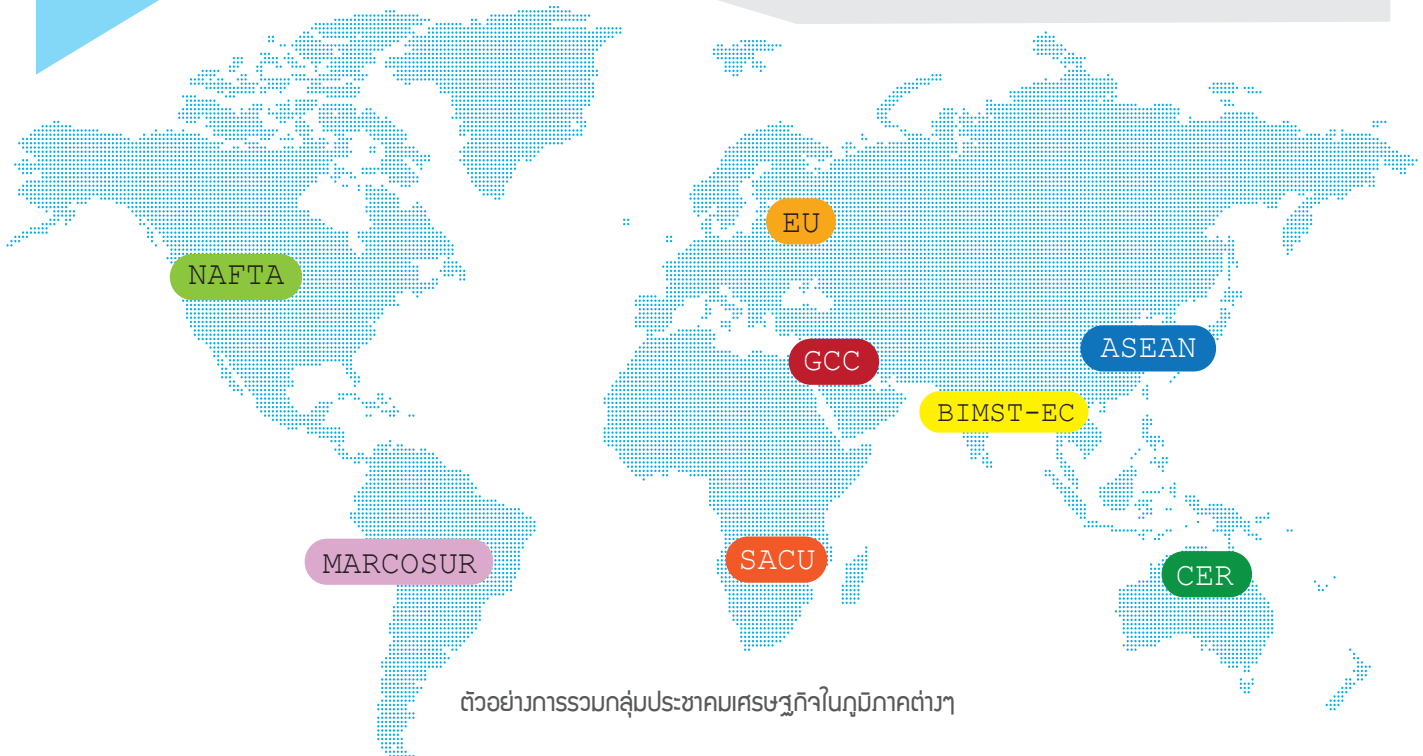 EU
NAFTA
ASEAN
GCC
BIMST-EC
MARCOSUR
SACU
CER
ตัวอย่างการรวมกลุ่มประชาคมเศรษฐกิจในภูมิภาคต่างๆ